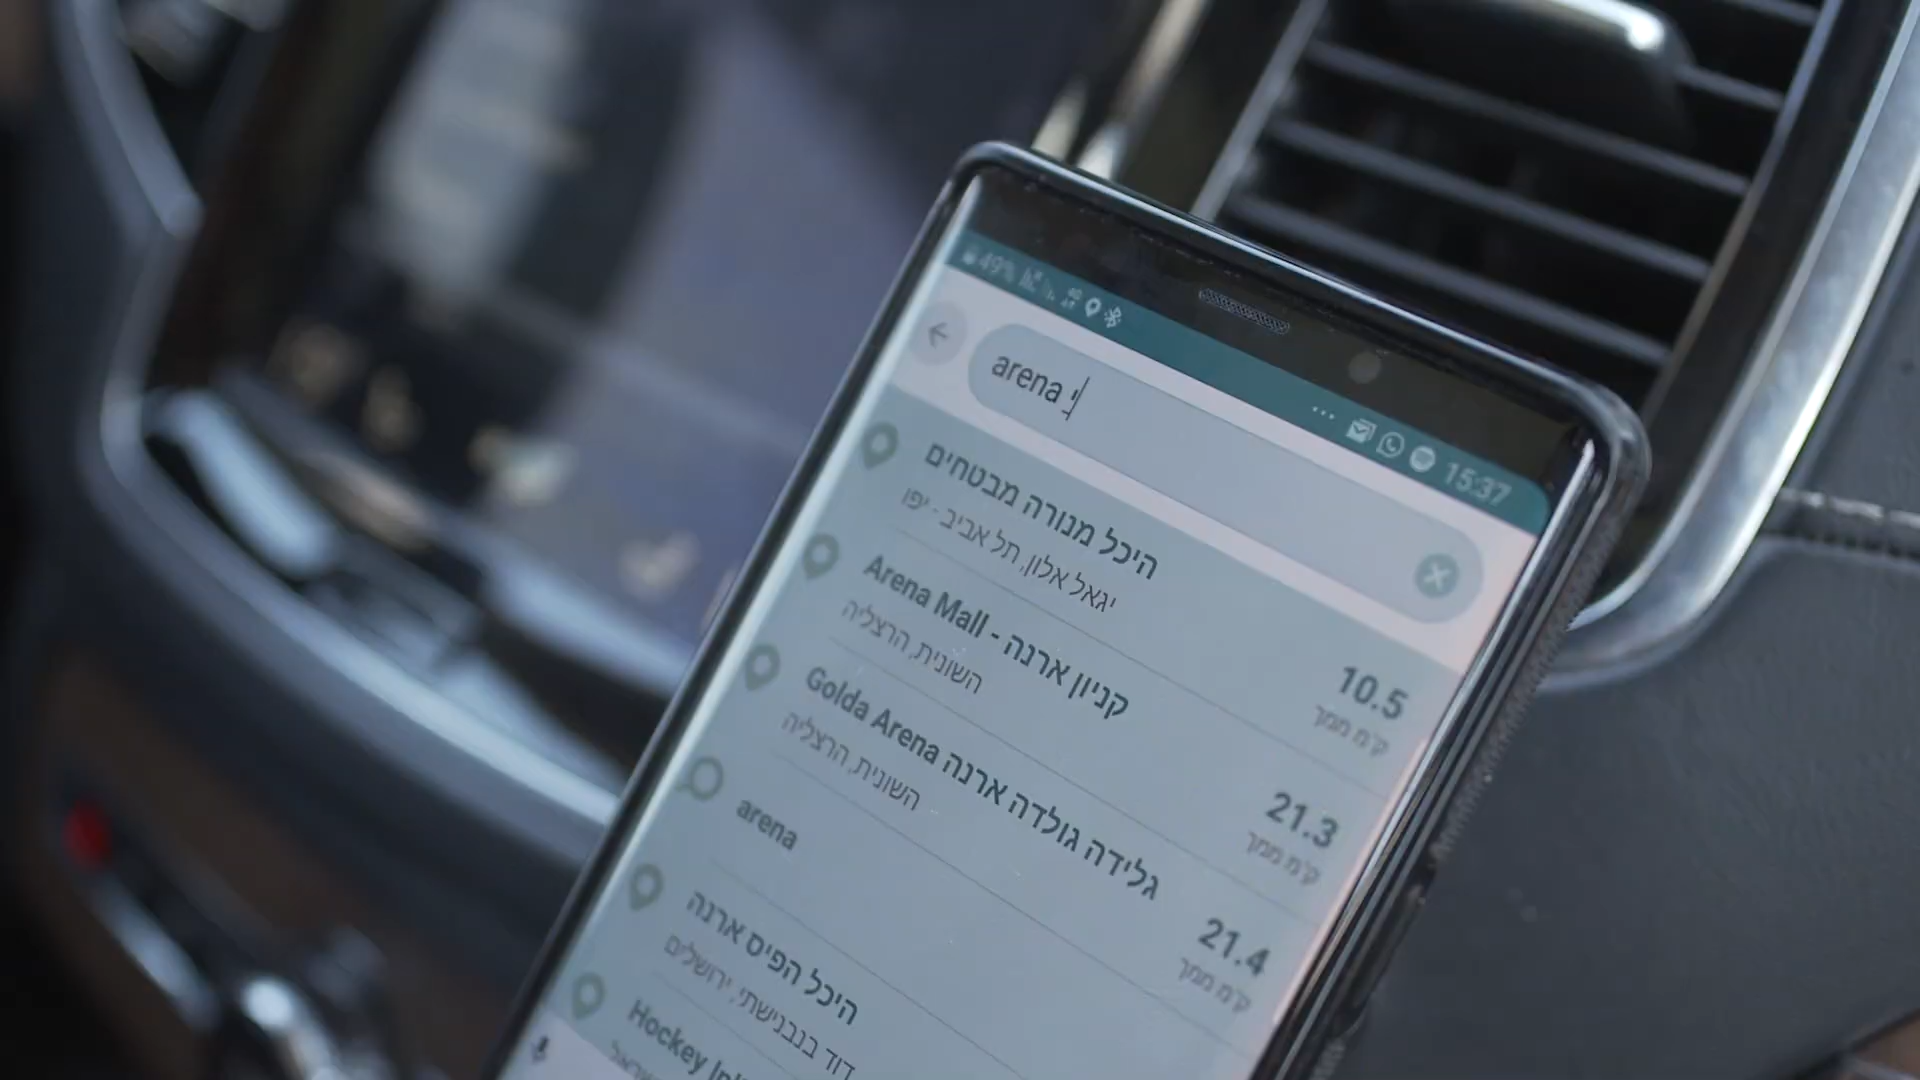 49%
15:37
arena י
היכל מנורה מבטחים
יגאל אלון, תל אביב - יפו
10.5
ק״מ ממך
Arena Mall - קניון ארנה
השונית, הרצליה
21.3
ק״מ ממך
Golda Arena גלידה גולדה ארנה
השונית, הרצליה
21.4
ק״מ ממך
arena
היכל הפיס ארנה
דוד בנבנישתי, ירושלים
Hockey